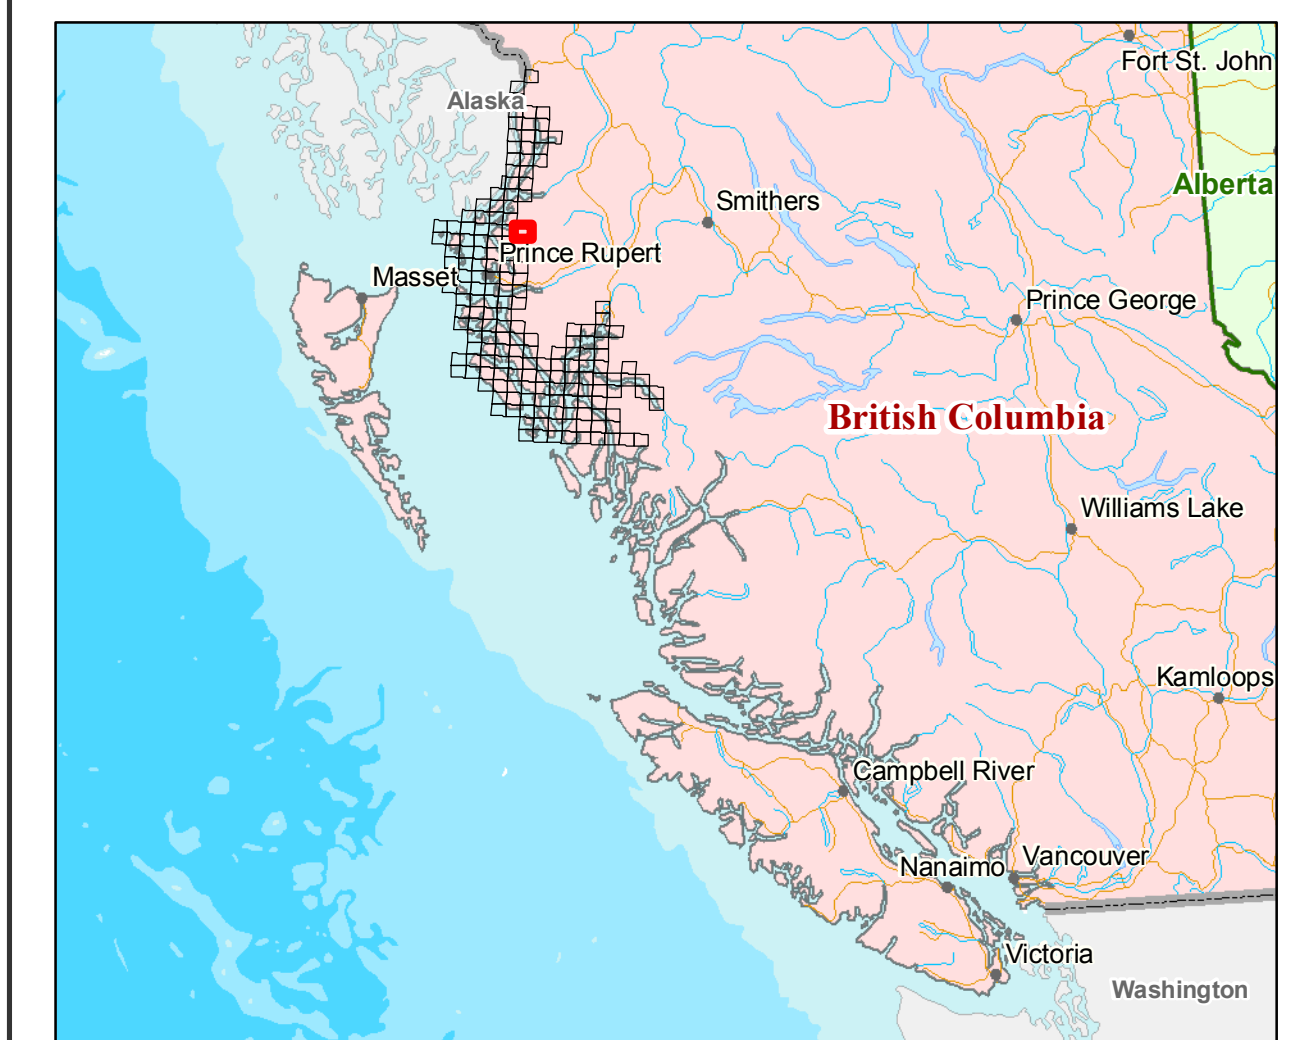 Fort St. John
Alaska
Alberta
Smithers
Prince Rupert
Masset
Prince George
British Columbia
Williams Lake
Kamloops
Campbell River
Vancouver
Nanaimo
Victoria
Washington